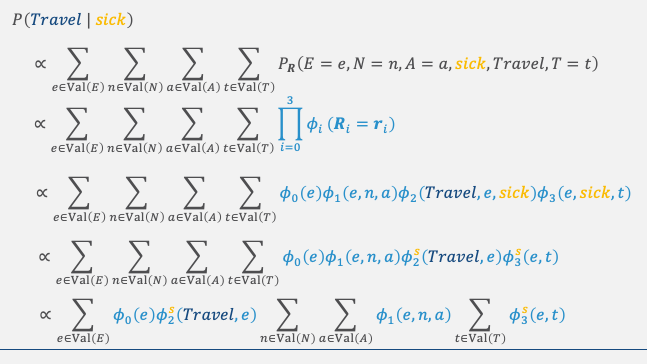 P(Travel | sick)
∝ ∑_{e∈Val(E)} ∑_{n∈Val(N)} ∑_{a∈Val(A)} ∑_{t∈Val(T)} P_R(E = e, N = n, A = a, sick, Travel, T = t)
∝ ∑_{e∈Val(E)} ∑_{n∈Val(N)} ∑_{a∈Val(A)} ∑_{t∈Val(T)} ∏_{i=0}^{3} ϕ_i (R_i = r_i)
∝ ∑_{e∈Val(E)} ∑_{n∈Val(N)} ∑_{a∈Val(A)} ∑_{t∈Val(T)} ϕ_0(e)ϕ_1(e, n, a)ϕ_2(Travel, e, sick)ϕ_3(e, sick, t)
∝ ∑_{e∈Val(E)} ∑_{n∈Val(N)} ∑_{a∈Val(A)} ∑_{t∈Val(T)} ϕ_0(e)ϕ_1(e, n, a)ϕ_2^s(Travel, e)ϕ_3^s(e, t)
∝ ∑_{e∈Val(E)} ϕ_0(e)ϕ_2^s(Travel, e) ∑_{n∈Val(N)} ∑_{a∈Val(A)} ϕ_1(e, n, a) ∑_{t∈Val(T)} ϕ_3^s(e, t)